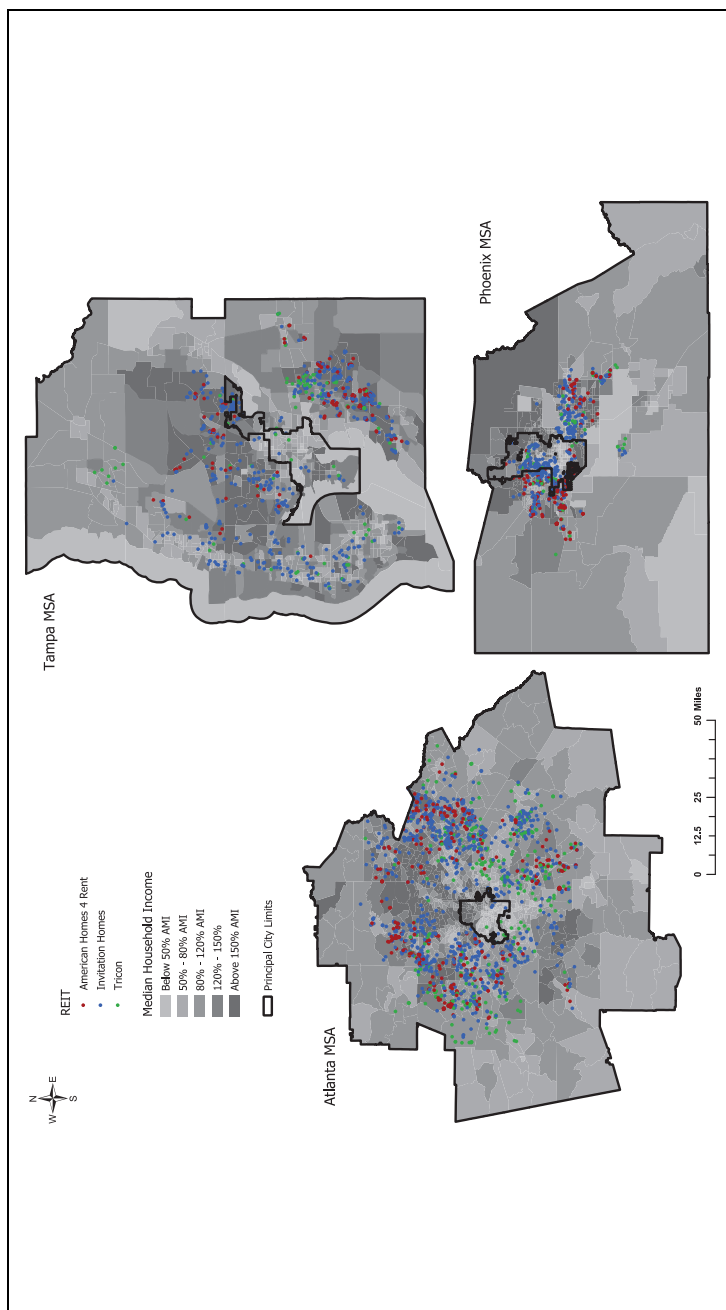 N
W E
S
REIT
American Homes 4 Rent
Invitation Homes
Tricon
Median Household Income
Below 50% AMI
50% - 80% AMI
80% - 120% AMI
120% - 150%
Above 150% AMI
Principal City Limits
Tampa MSA
Atlanta MSA
Phoenix MSA
0 12.5 25 50 Miles